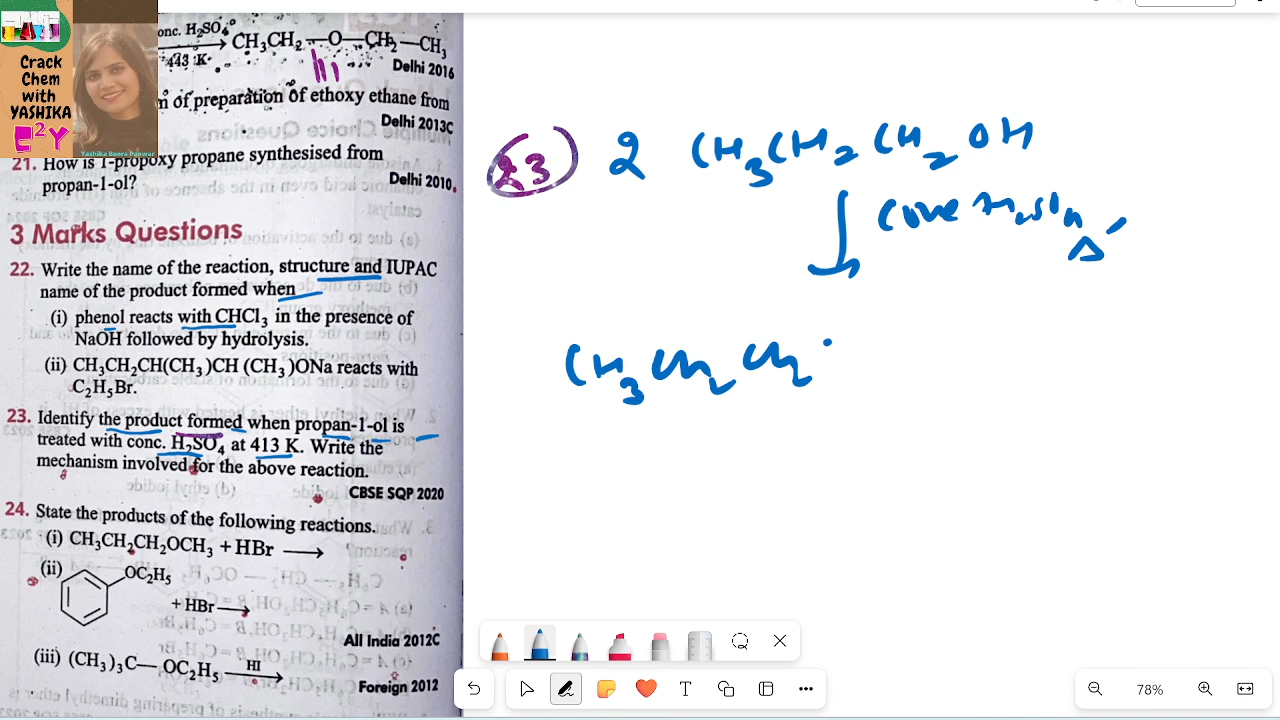 Crack
Chem
with
YASHIKA
E²Y
Yashika Boora Panwar
onc. H₂SO₄
443 K
CH₃CH₂—O—CH₂—CH₃
Delhi 2016
of preparation of ethoxy ethane from
Delhi 2013C
21. How is 1-propoxy propane synthesised from
propan-1-ol?
Delhi 2010
3 Marks Questions
22. Write the name of the reaction, structure and IUPAC
name of the product formed when
(i) phenol reacts with CHCl₃ in the presence of
NaOH followed by hydrolysis.
(ii) CH₃CH₂CH(CH₃)CH (CH₃)ONa reacts with
C₂H₅Br.
23. Identify the product formed when propan-1-ol is
treated with conc. H₂SO₄ at 413 K. Write the
mechanism involved for the above reaction.
CBSE SQP 2020
24. State the products of the following reactions.
(i) CH₃CH₂CH₂OCH₃ + HBr ⟶
(ii) OC₂H₅
+ HBr ⟶
All India 2012C
(iii) (CH₃)₃C—OC₂H₅ HI ⟶
Foreign 2012
23 2 CH₃CH₂CH₂OH
conc H₂SO₄
Δ
CH₃CH₂CH₂
78%